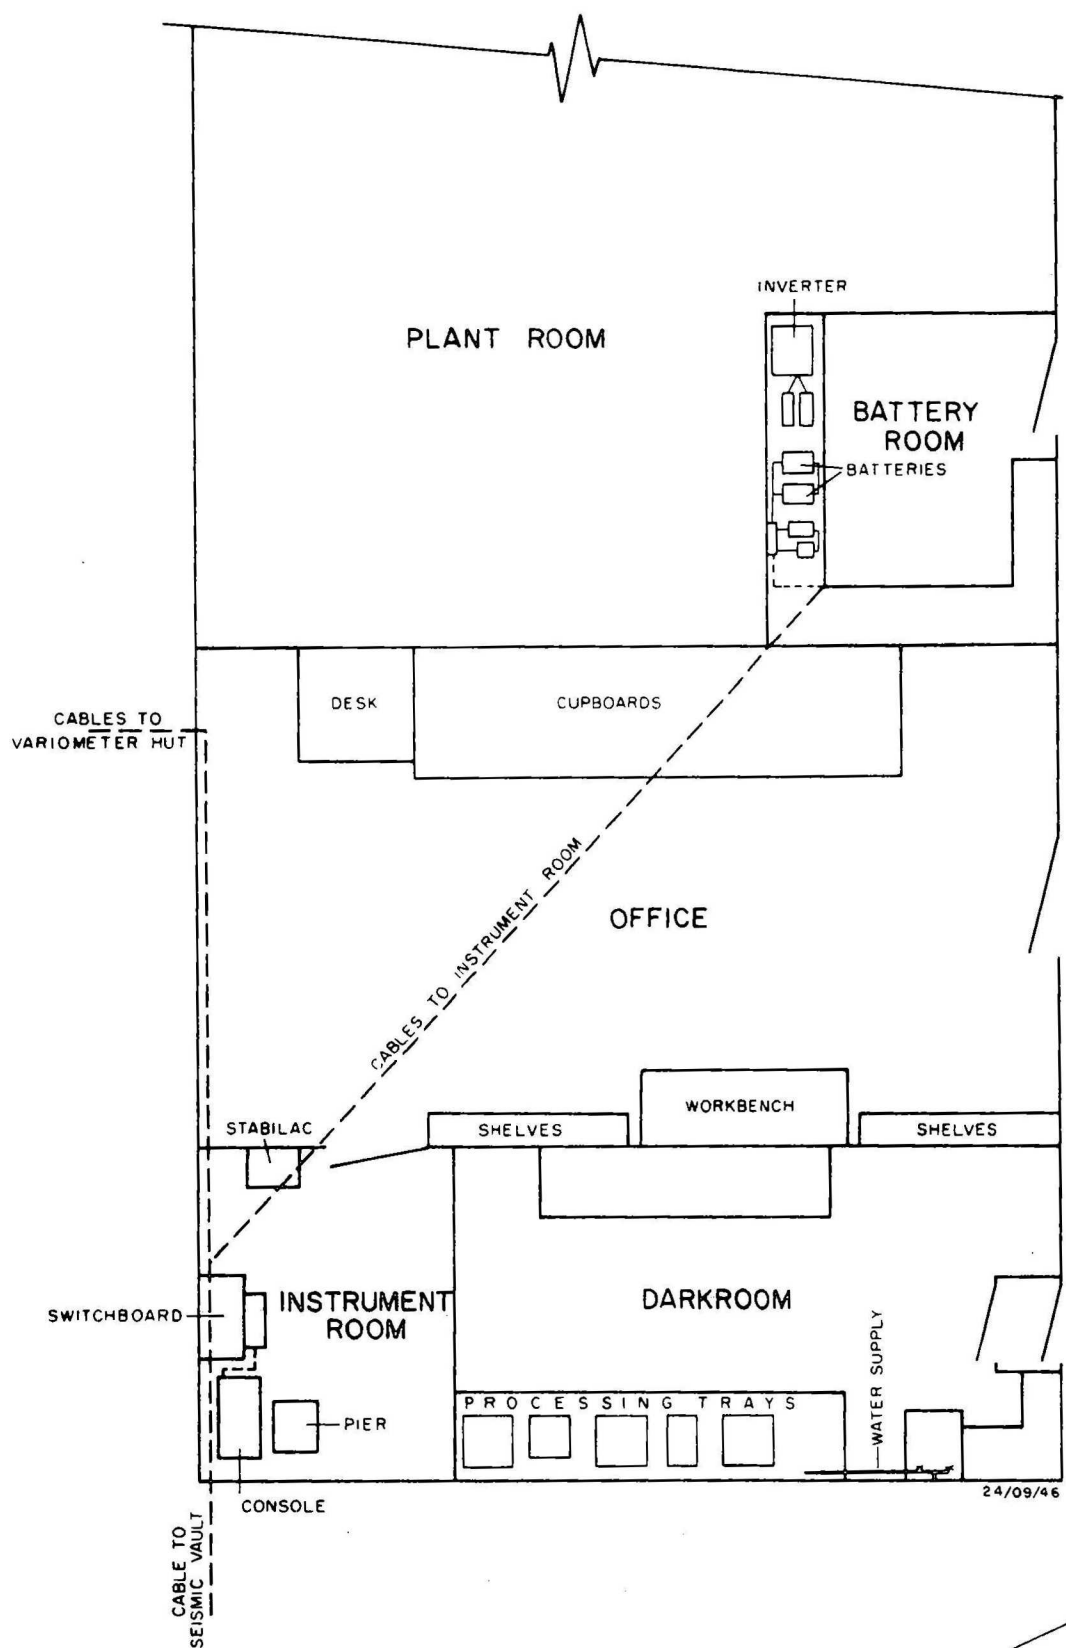 INVERTER
PLANT ROOM
BATTERY
ROOM
BATTERIES
DESK
CUPBOARDS
CABLES TO
VARIOMETER HUT
CABLES TO INSTRUMENT ROOM
OFFICE
WORKBENCH
STABILAC
SHELVES
SHELVES
SWITCHBOARD
INSTRUMENT
ROOM
DARKROOM
WATER SUPPLY
PROCESSING TRAYS
PIER
CONSOLE
24/09/46
CABLE TO
SEISMIC VAULT